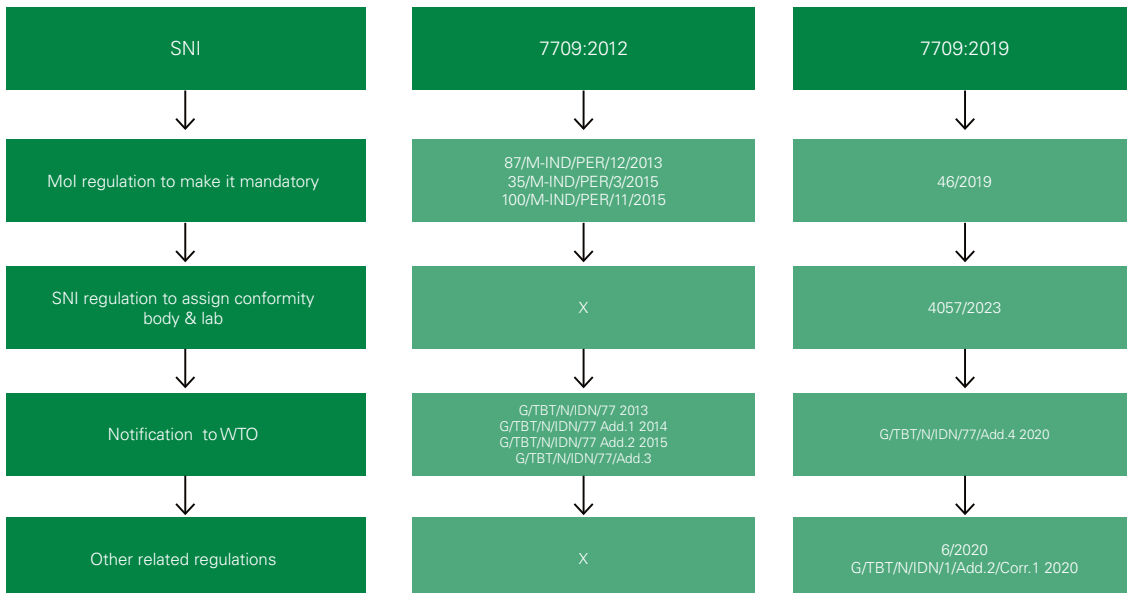 SNI
7709:2012
7709:2019
MoI regulation to make it mandatory
87/M-IND/PER/12/2013
35/M-IND/PER/3/2015
100/M-IND/PER/11/2015
46/2019
SNI regulation to assign conformity
body & lab
X
4057/2023
Notification to WTO
G/TBT/N/IDN/77 2013
G/TBT/N/IDN/77 Add.1 2014
G/TBT/N/IDN/77 Add.2 2015
G/TBT/N/IDN/77/Add.3
G/TBT/N/IDN/77/Add.4 2020
Other related regulations
X
6/2020
G/TBT/N/IDN/1/Add.2/Corr.1 2020